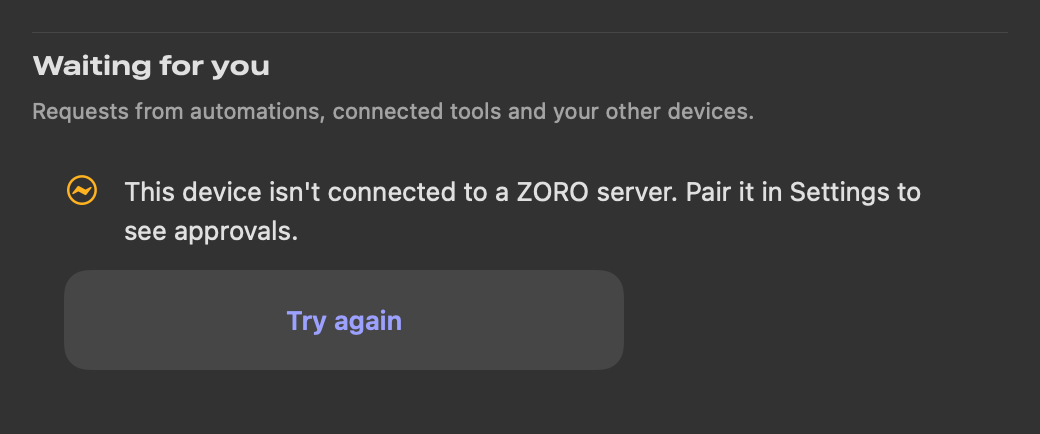 Waiting for you
Requests from automations, connected tools and your other devices.
This device isn't connected to a ZORO server. Pair it in Settings to
see approvals.
Try again